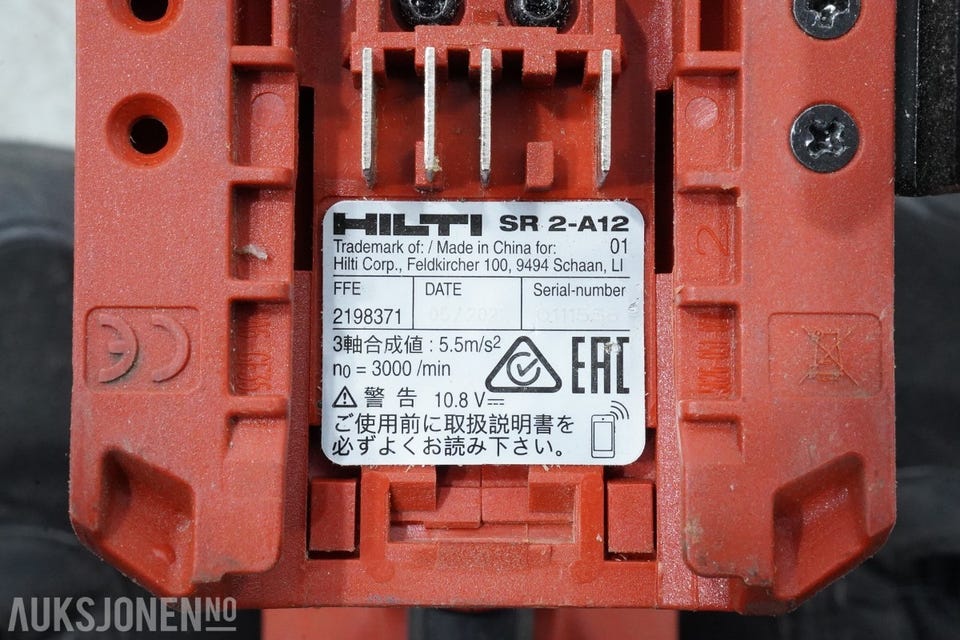 HILTI SR 2-A12
Trademark of: / Made in China for: 01
Hilti Corp., Feldkircher 100, 9494 Schaan, LI
FFE DATE Serial-number
2198371
3軸合成値 : 5.5m/s²
n₀ = 3000 /min
EAC
警告 10.8 V
ご使用前に取扱説明書を
必ずよくお読み下さい。
CE
2
AUKSJONEN.NO